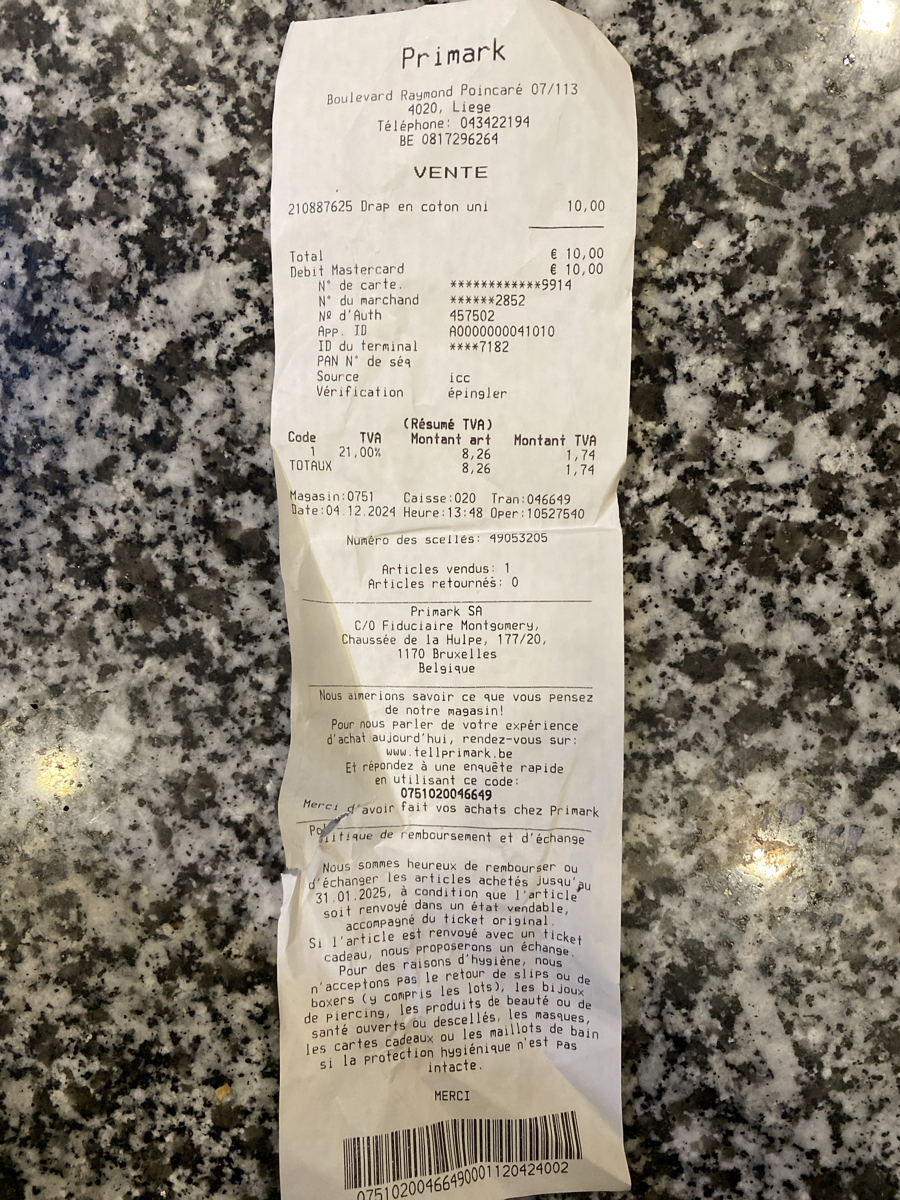 Primark
Boulevard Raymond Poincaré 07/113
4020, Liege
Téléphone: 043422194
BE 0817296264
VENTE
210887625 Drap en coton uni 10,00
Total € 10,00
Debit Mastercard € 10,00
N° de carte. ************9914
N° du marchand ******2852
Nº d'Auth 457502
App. ID A0000000041010
ID du terminal ****7182
PAN N° de séq
Source icc
Vérification épingler
(Résumé TVA)
Code TVA Montant art Montant TVA
1 21,00% 8,26 1,74
TOTAUX 8,26 1,74
Magasin:0751 Caisse:020 Tran:046649
Date:04.12.2024 Heure:13:48 Oper:10527540
Numéro des scellés: 49053205
Articles vendus: 1
Articles retournés: 0
Primark SA
C/O Fiduciaire Montgomery,
Chaussée de la Hulpe, 177/20,
1170 Bruxelles
Belgique
Nous aimerions savoir ce que vous pensez
de notre magasin!
Pour nous parler de votre expérience
d'achat aujourd'hui, rendez-vous sur:
www.tellprimark.be
Et répondez à une enquête rapide
en utilisant ce code:
0751020046649
Merci d'avoir fait vos achats chez Primark
Politique de remboursement et d'échange
Nous sommes heureux de rembourser ou
d'échanger les articles achetés jusqu'au
31.01.2025, à condition que l'article
soit renvoyé dans un état vendable,
accompagné du ticket original.
Si l'article est renvoyé avec un ticket
cadeau, nous proposerons un échange.
Pour des raisons d'hygiène, nous
n'acceptons pas le retour de slips ou de
boxers (y compris les lots), les bijoux
de piercing, les produits de beauté ou de
santé ouverts ou descellés, les masques,
les cartes cadeaux ou les maillots de bain
si la protection hygiénique n'est pas
intacte.
MERCI
07510200466490001120424002